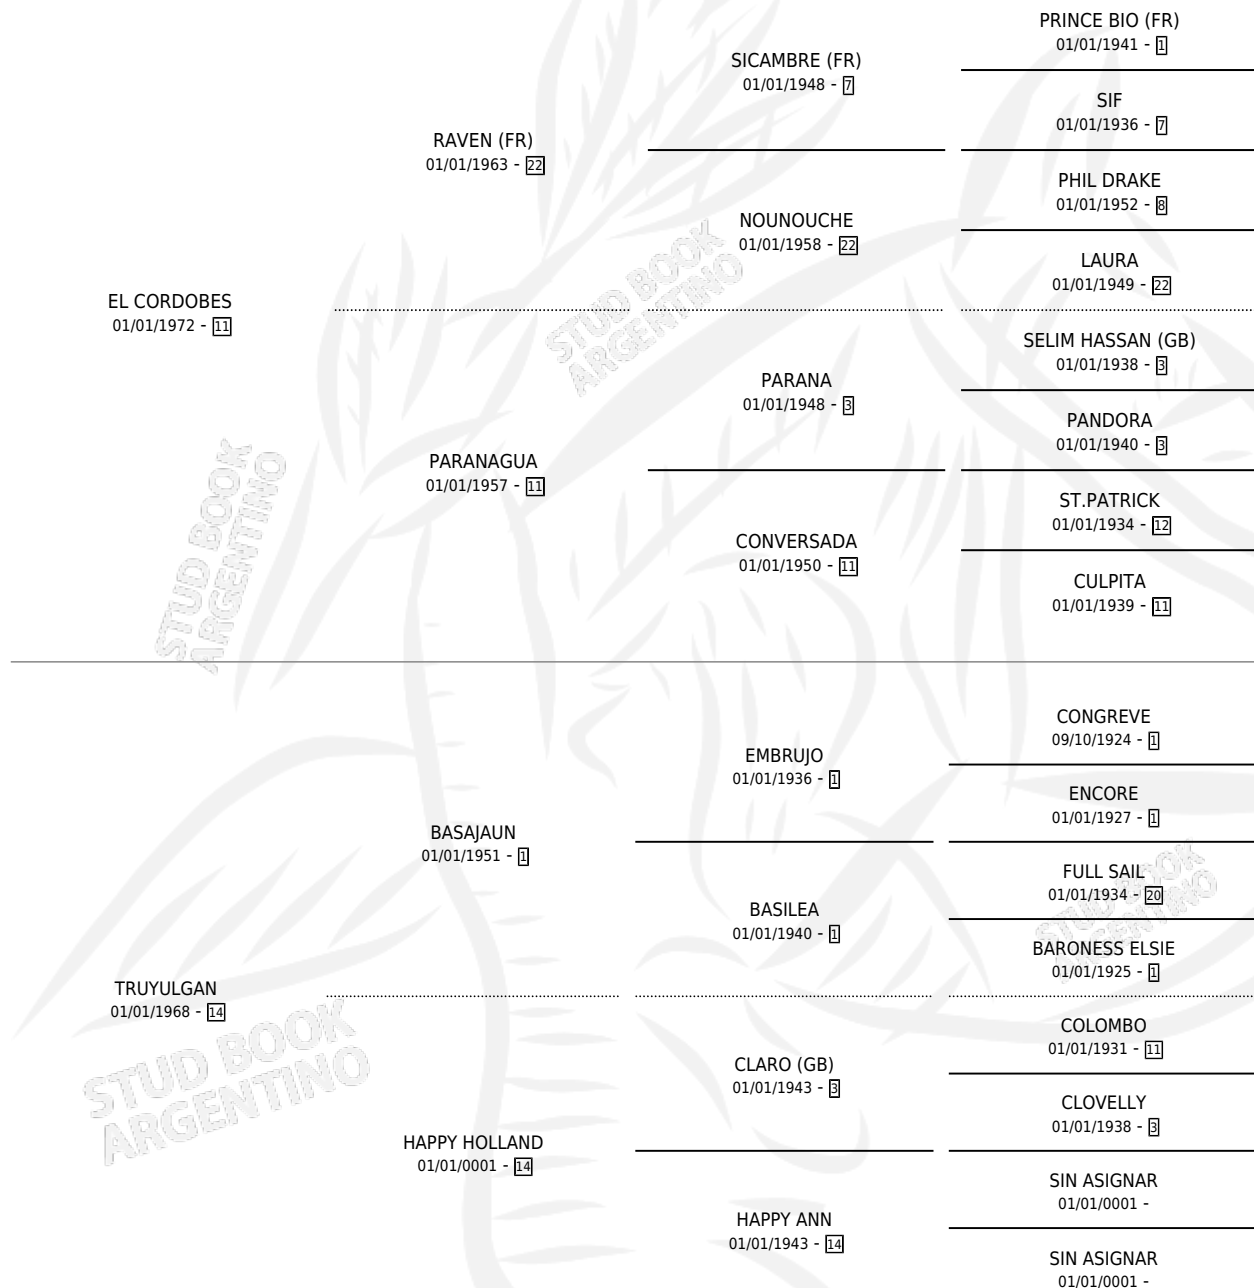 PRINCE BIO (FR)
01/01/1941 - 1
SICAMBRE (FR)
01/01/1948 - 7
SIF
01/01/1936 - 7
RAVEN (FR)
01/01/1963 - 22
PHIL DRAKE
01/01/1952 - 8
NOUNOUCHE
01/01/1958 - 22
LAURA
01/01/1949 - 22
EL CORDOBES
01/01/1972 - 11
SELIM HASSAN (GB)
01/01/1938 - 3
PARANA
01/01/1948 - 3
PANDORA
01/01/1940 - 3
PARANAGUA
01/01/1957 - 11
ST.PATRICK
01/01/1934 - 12
CONVERSADA
01/01/1950 - 11
CULPITA
01/01/1939 - 11
CONGREVE
09/10/1924 - 1
EMBRUJO
01/01/1936 - 1
ENCORE
01/01/1927 - 1
BASAJAUN
01/01/1951 - 1
FULL SAIL
01/01/1934 - 20
BASILEA
01/01/1940 - 1
BARONESS ELSIE
01/01/1925 - 1
TRUYULGAN
01/01/1968 - 14
COLOMBO
01/01/1931 - 11
CLARO (GB)
01/01/1943 - 3
CLOVELLY
01/01/1938 - 3
HAPPY HOLLAND
01/01/0001 - 14
SIN ASIGNAR
01/01/0001 -
HAPPY ANN
01/01/1943 - 14
SIN ASIGNAR
01/01/0001 -
STUD BOOK
ARGENTINO
STUD BOOK
ARGENTINO
STUD BOOK
ARGENTINO
STUD BOOK
ARGENTINO